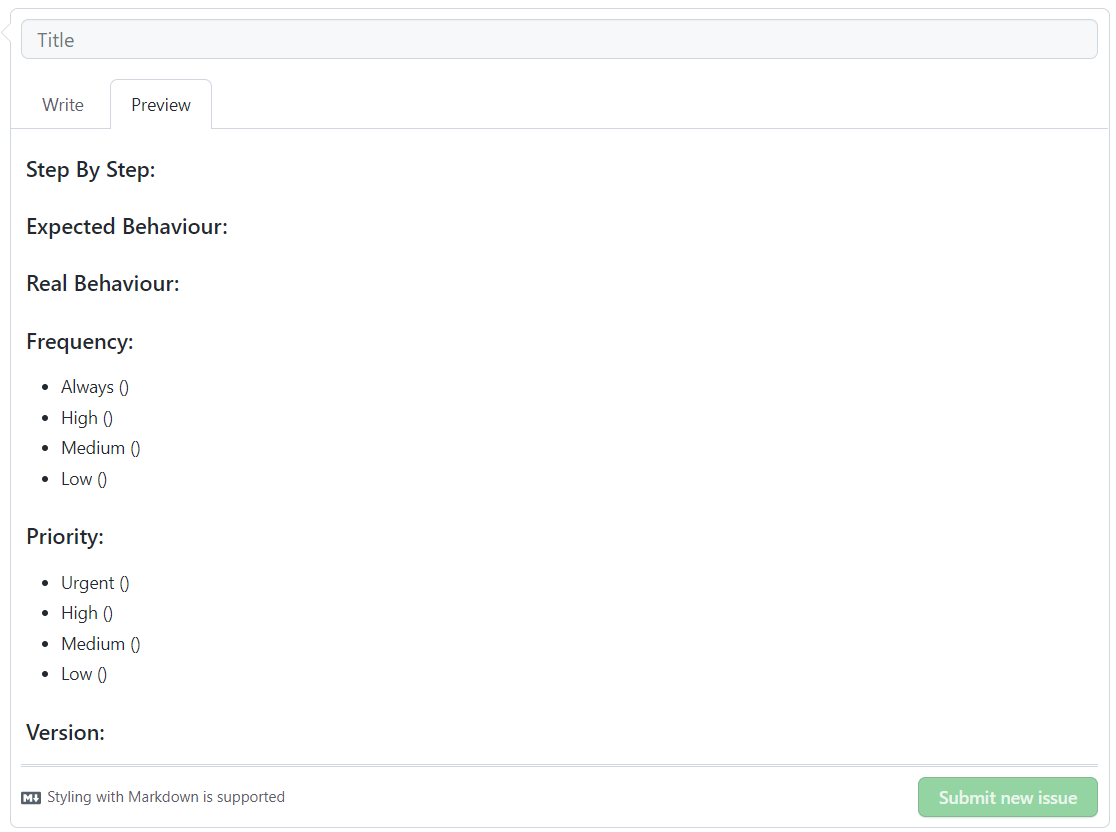 Title
Write Preview
Step By Step:
Expected Behaviour:
Real Behaviour:
Frequency:
Always ()
High ()
Medium ()
Low ()
Priority:
Urgent ()
High ()
Medium ()
Low ()
Version:
Styling with Markdown is supported
Submit new issue